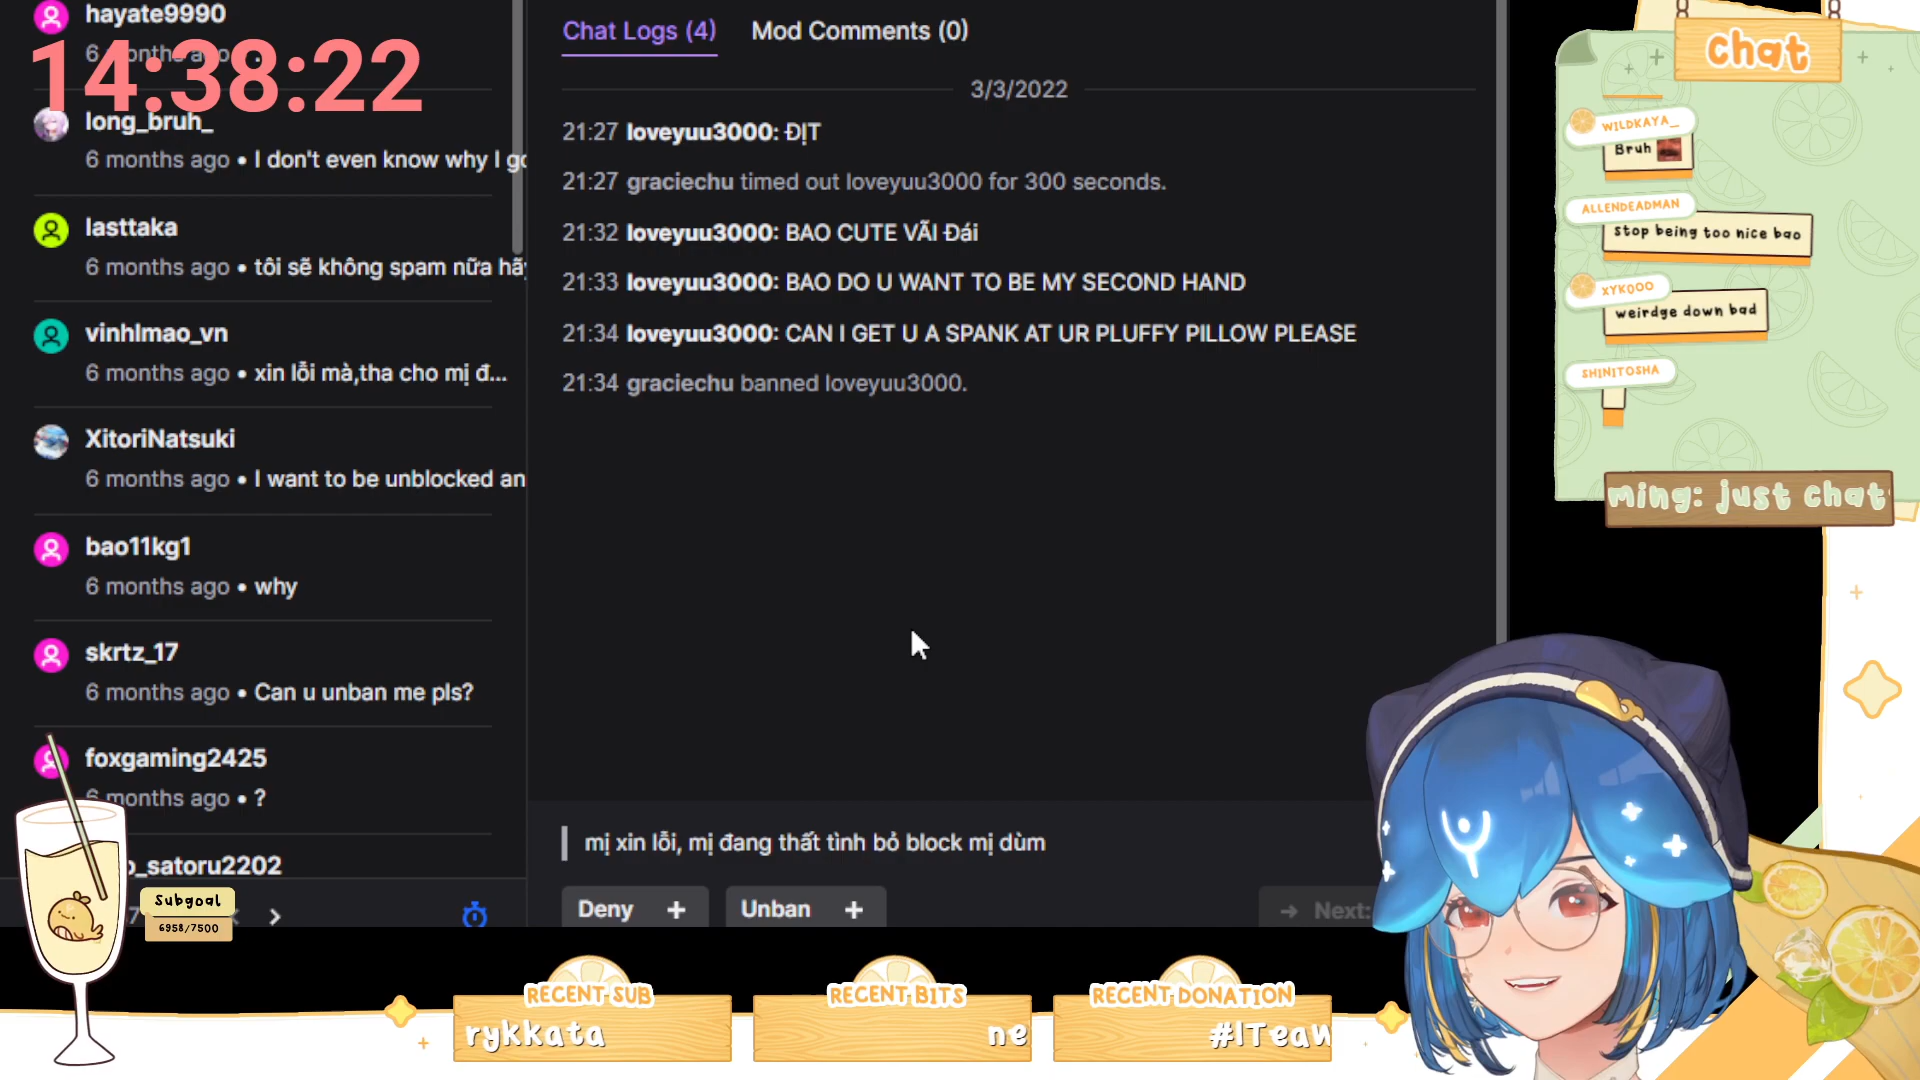 hayate9990
14:38:22
long_bruh_
6 months ago • I don't even know why I go
lasttaka
6 months ago • tôi sẽ không spam nữa hãy
vinhlmao_vn
6 months ago • xin lỗi mà,tha cho mị đ...
XitoriNatsuki
6 months ago • I want to be unblocked an
bao11kg1
6 months ago • why
skrtz_17
6 months ago • Can u unban me pls?
foxgaming2425
6 months ago • ?
_satoru2202
Subgoal
6958/7500
Chat Logs (4)
Mod Comments (0)
3/3/2022
21:27 loveyuu3000: ĐỊT
21:27 graciechu timed out loveyuu3000 for 300 seconds.
21:32 loveyuu3000: BAO CUTE VÃI Đái
21:33 loveyuu3000: BAO DO U WANT TO BE MY SECOND HAND
21:34 loveyuu3000: CAN I GET U A SPANK AT UR PLUFFY PILLOW PLEASE
21:34 graciechu banned loveyuu3000.
mị xin lỗi, mị đang thất tình bỏ block mị dùm
Deny +
Unban +
→ Next:
chat
WILDKAYA_
Bruh
ALLENDEADMAN
stop being too nice bao
XYKQOO
weirdge down bad
SHINITOSHA
ming: just chat
RECENT SUB
rykkata
RECENT BITS
ne
RECENT DONATION
#ITeaw